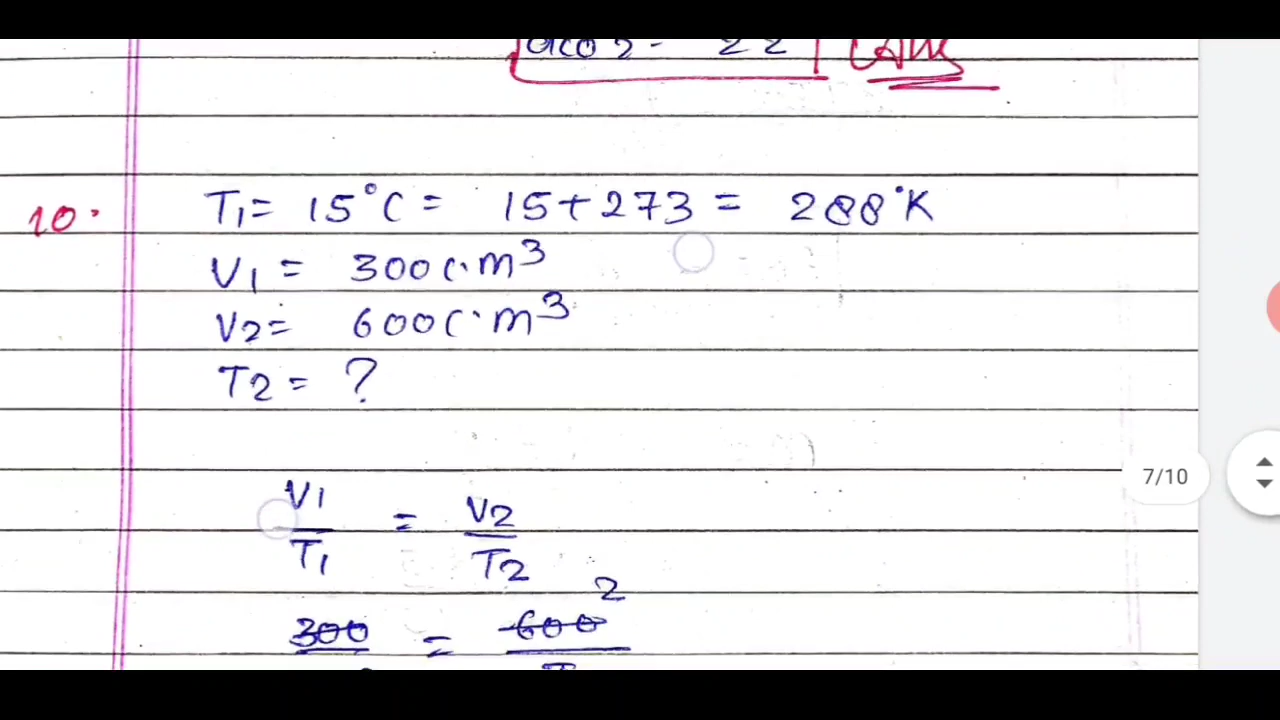 10. T1 = 15°C = 15 + 273 = 288°K
V1 = 300 C.m³
V2 = 600 C.m³
T2 = ?
V1 = V2
T1 T2
2
300 = 600
7/10